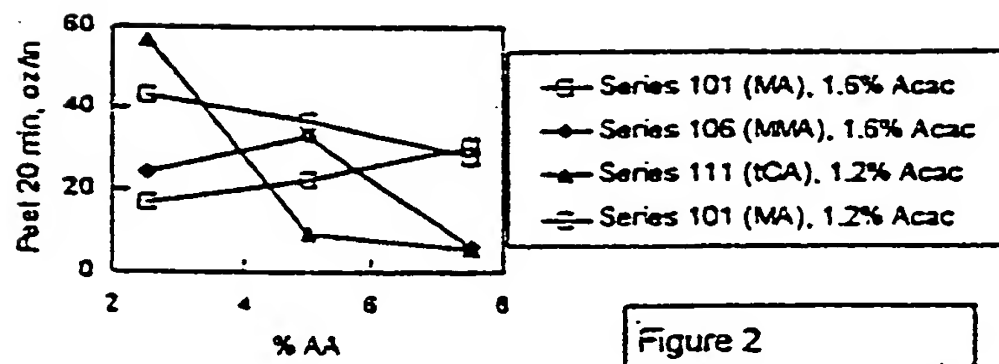 60
40
20
0
2 4 6 8
Peel 20 min, oz/in
% AA
Series 101 (MA), 1.6% Acac
Series 106 (MMA), 1.6% Acac
Series 111 (tCA), 1.2% Acac
Series 101 (MA), 1.2% Acac
Figure 2